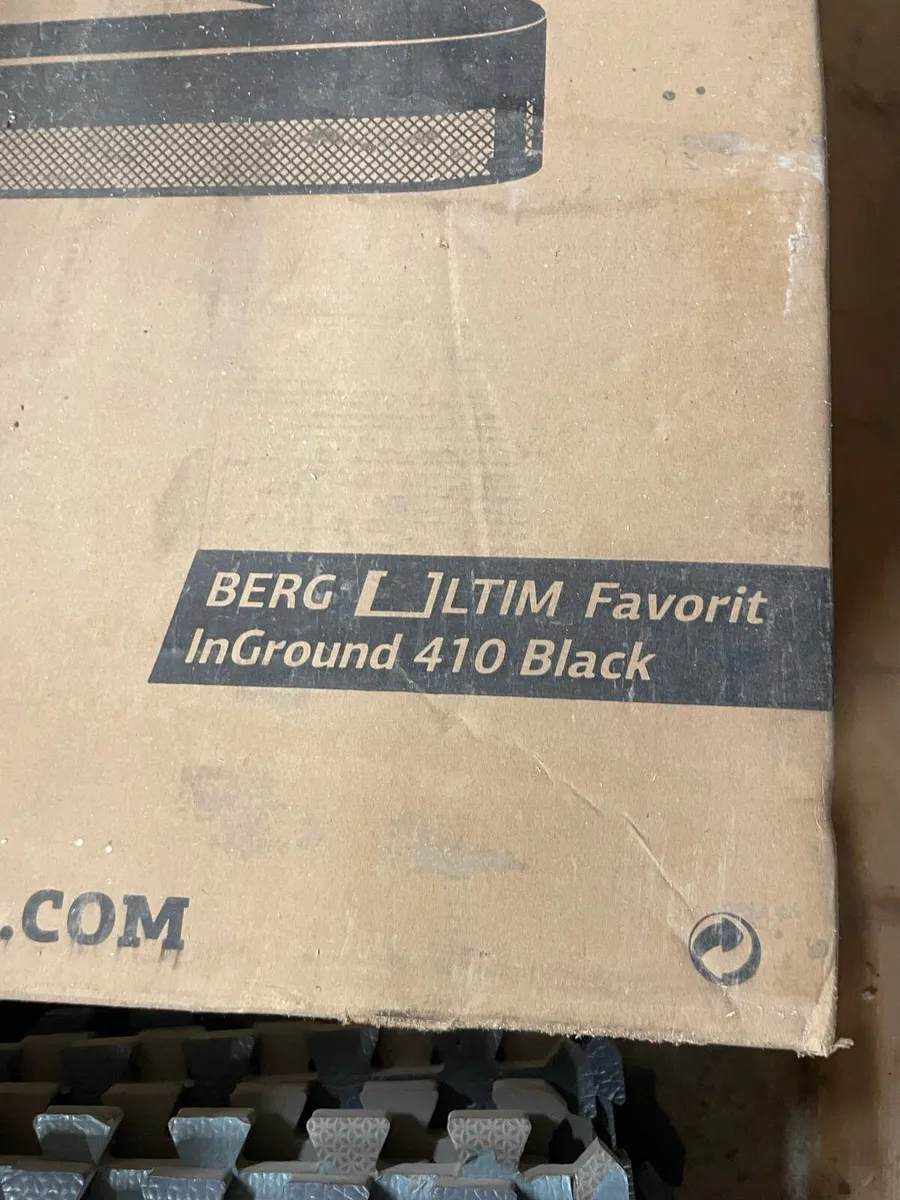 BERG ULTIM Favorit
InGround 410 Black
.COM